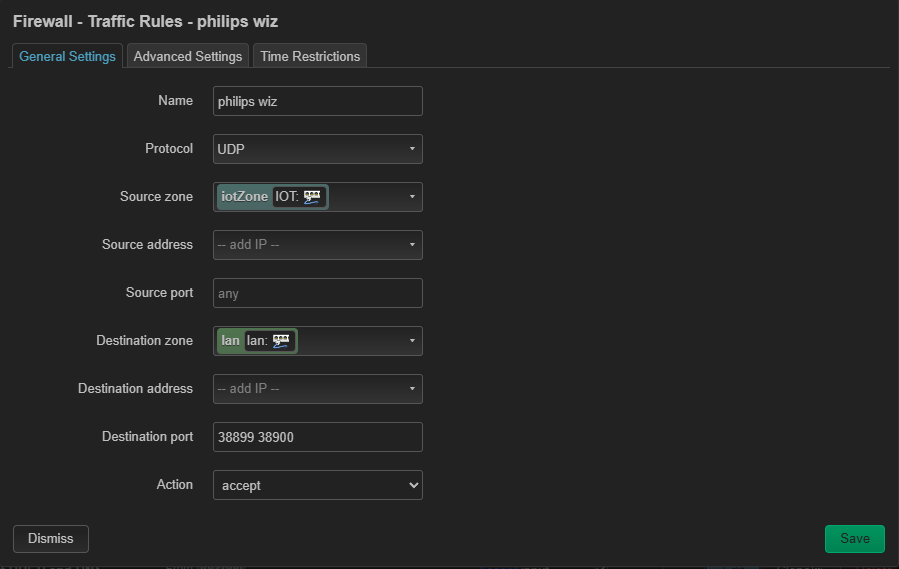 Firewall - Traffic Rules - philips wiz
General Settings Advanced Settings Time Restrictions
Name philips wiz
Protocol UDP
Source zone iotZone IOT:
Source address -- add IP --
Source port any
Destination zone lan lan:
Destination address -- add IP --
Destination port 38899 38900
Action accept
Dismiss Save